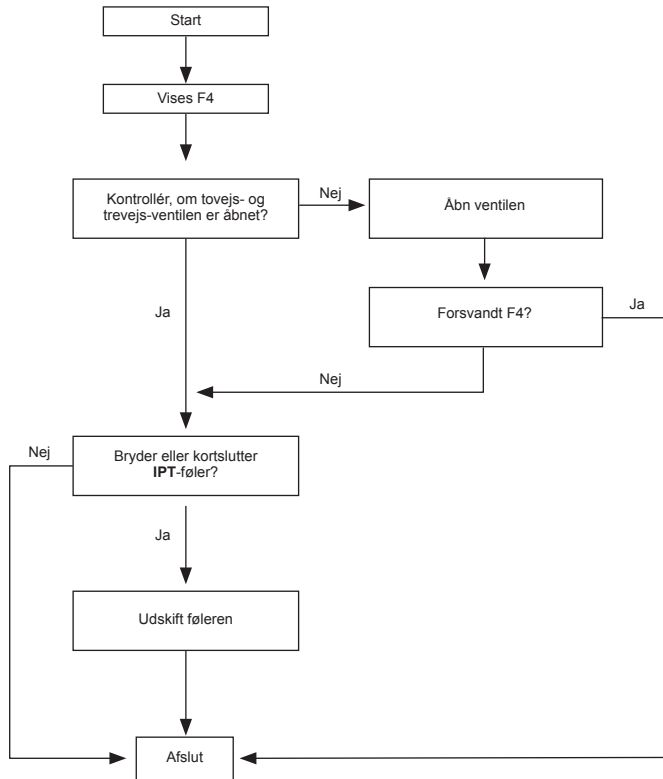 Start
Vises F4
Kontrollér, om tovejs- og
trevejs-ventilen er åbnet?
Nej
Åbn ventilen
Ja
Forsvandt F4?
Ja
Nej
Nej
Bryder eller kortslutter
IPT-føler?
Ja
Udskift føleren
Afslut